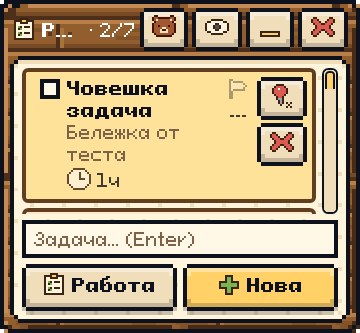 Р... · 2/7
Човешка
задача
...
Бележка от
теста
1ч
Задача... (Enter)
Работа
Нова